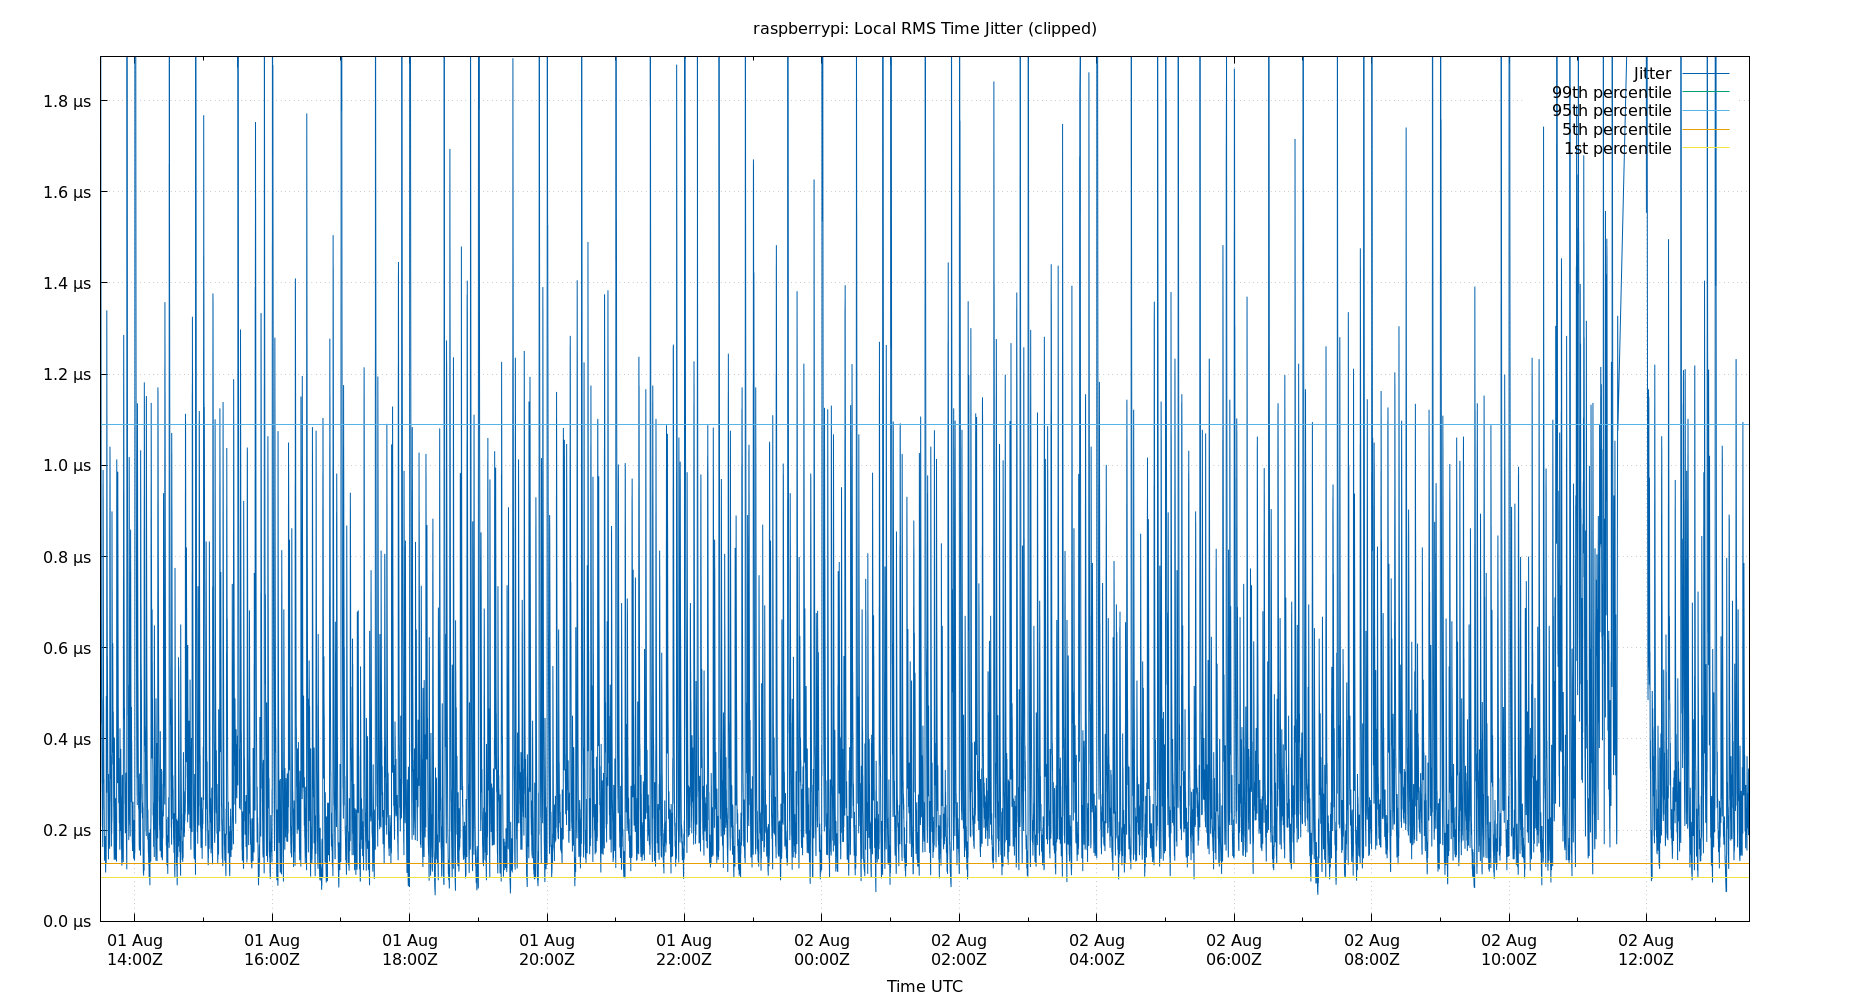 raspberrypi: Local RMS Time Jitter (clipped)
Jitter
99th percentile
95th percentile
5th percentile
1st percentile
1.8 µs
1.6 µs
1.4 µs
1.2 µs
1.0 µs
0.8 µs
0.6 µs
0.4 µs
0.2 µs
0.0 µs
01 Aug 01 Aug 01 Aug 01 Aug 01 Aug 02 Aug 02 Aug 02 Aug 02 Aug 02 Aug 02 Aug 02 Aug
14:00Z 16:00Z 18:00Z 20:00Z 22:00Z 00:00Z 02:00Z 04:00Z 06:00Z 08:00Z 10:00Z 12:00Z
Time UTC